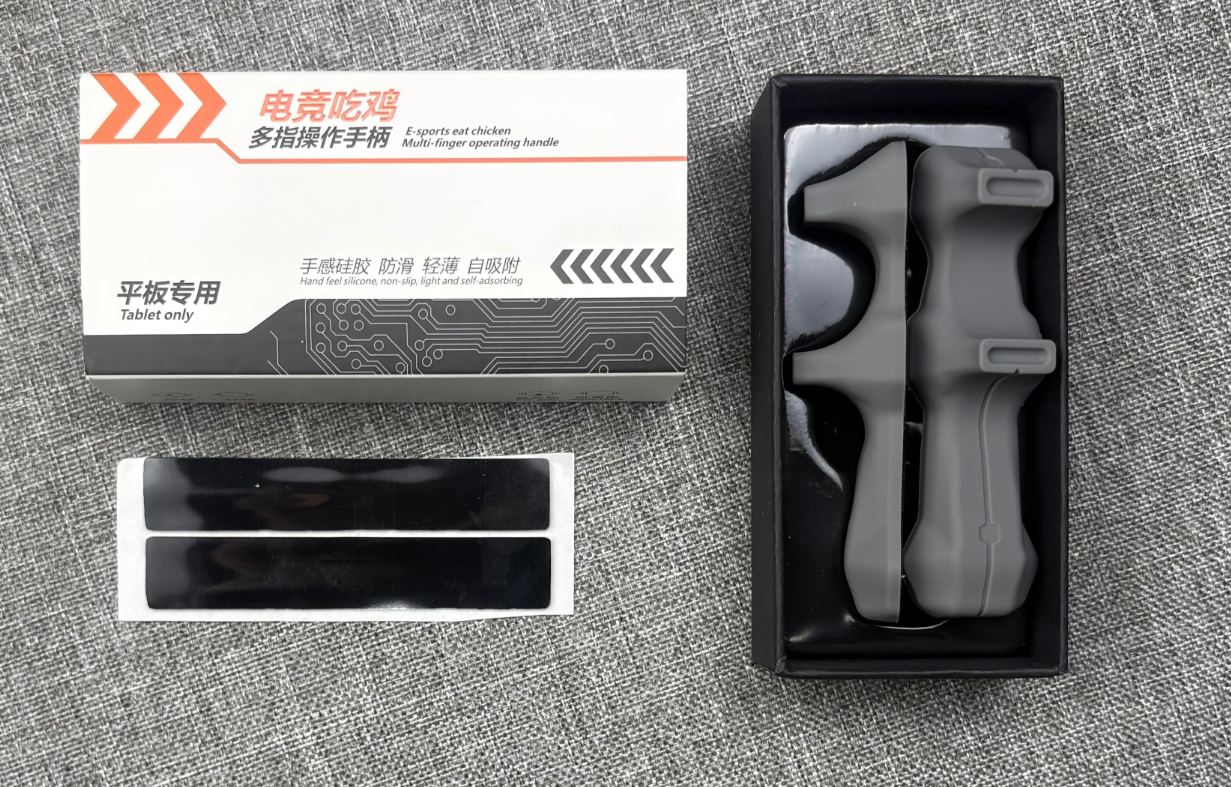 电竞吃鸡
多指操作手柄
E-sports eat chicken
Multi-finger operating handle
手感硅胶 防滑 轻薄 自吸附
Hand feel silicone, non-slip, light and self-adsorbing
平板专用
Tablet only